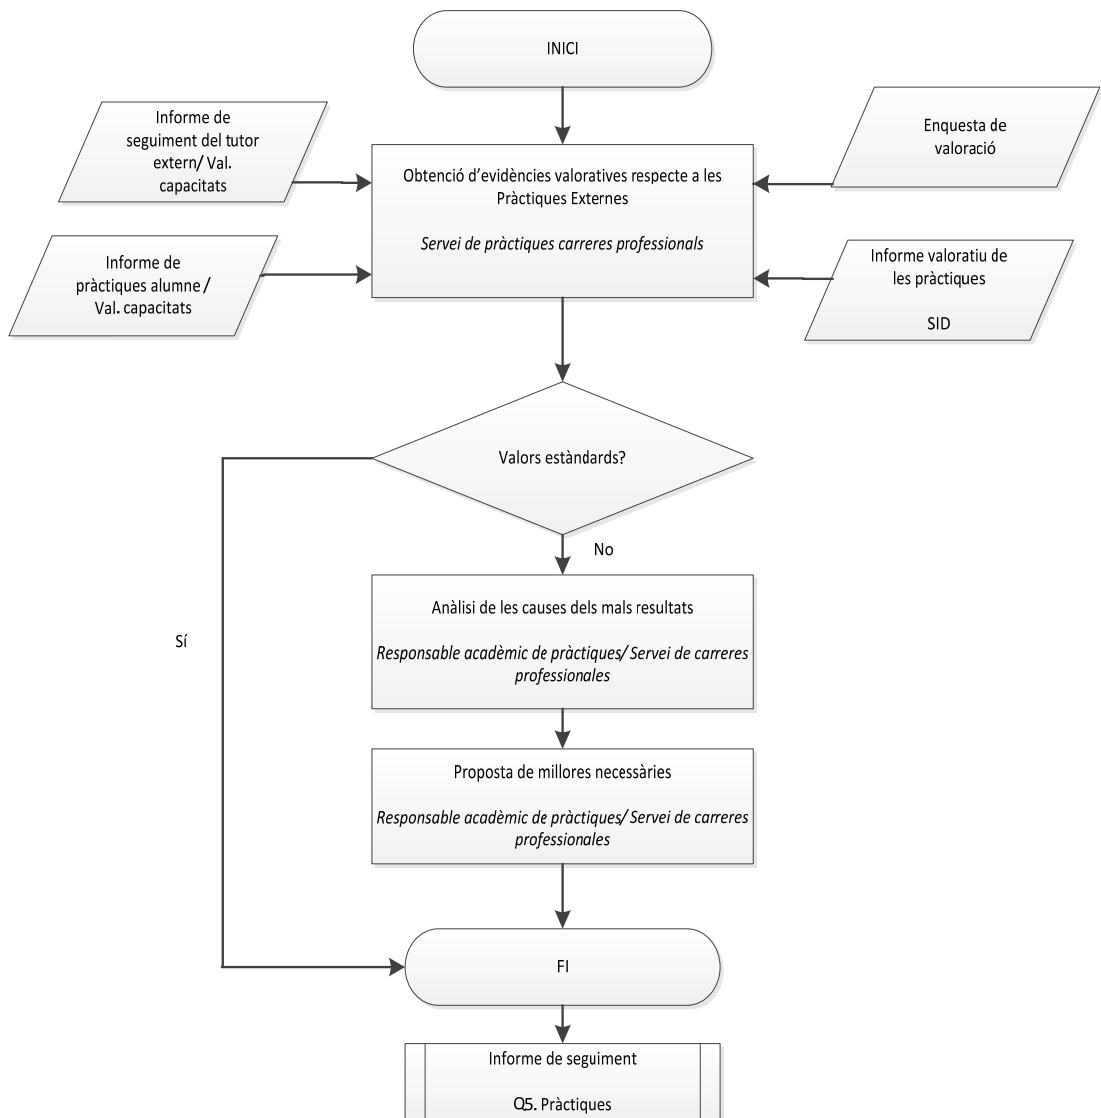 INICI
Informe de
seguiment del tutor
extern/ Val.
capacitats
Enquesta de
valoració
Obtenció d'evidències valoratives respecte a les
Pràctiques Externes
Servei de pràctiques carreres professionals
Informe de
pràctiques alumne /
Val. capacitats
Informe valoratiu de
les pràctiques
SID
Valors estàndards?
No
Sí
Anàlisi de les causes dels mals resultats
Responsable acadèmic de pràctiques/ Servei de carreres
professionales
Proposta de millores necessàries
Responsable acadèmic de pràctiques/ Servei de carreres
professionales
FI
Informe de seguiment
Q5. Pràctiques